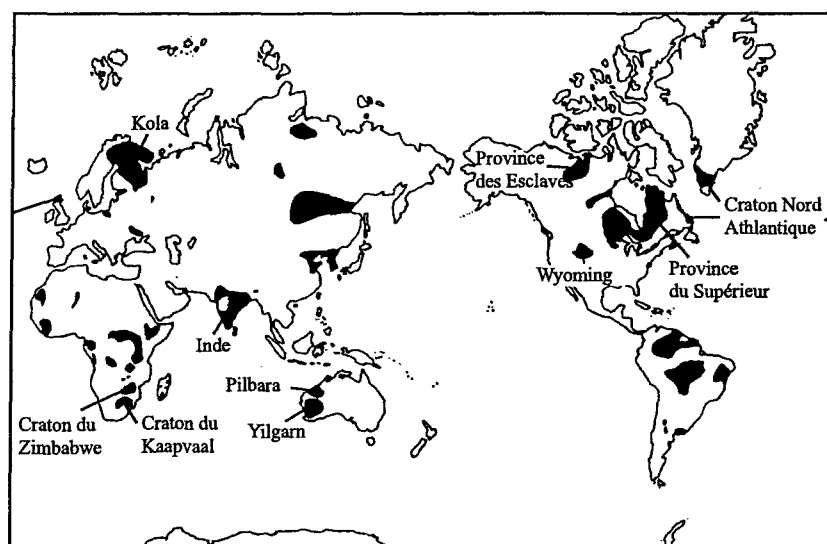 Kola
Province
des Esclaves
Craton Nord
Athlantique
Wyoming
Province
du Supérieur
Inde
Pilbara
Yilgarn
Craton du
Zimbabwe
Craton du
Kaapvaal